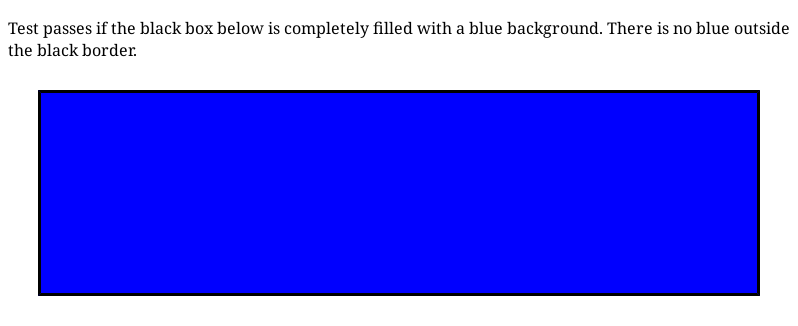 Test passes if the black box below is completely filled with a blue background. There is no blue outside
the black border.